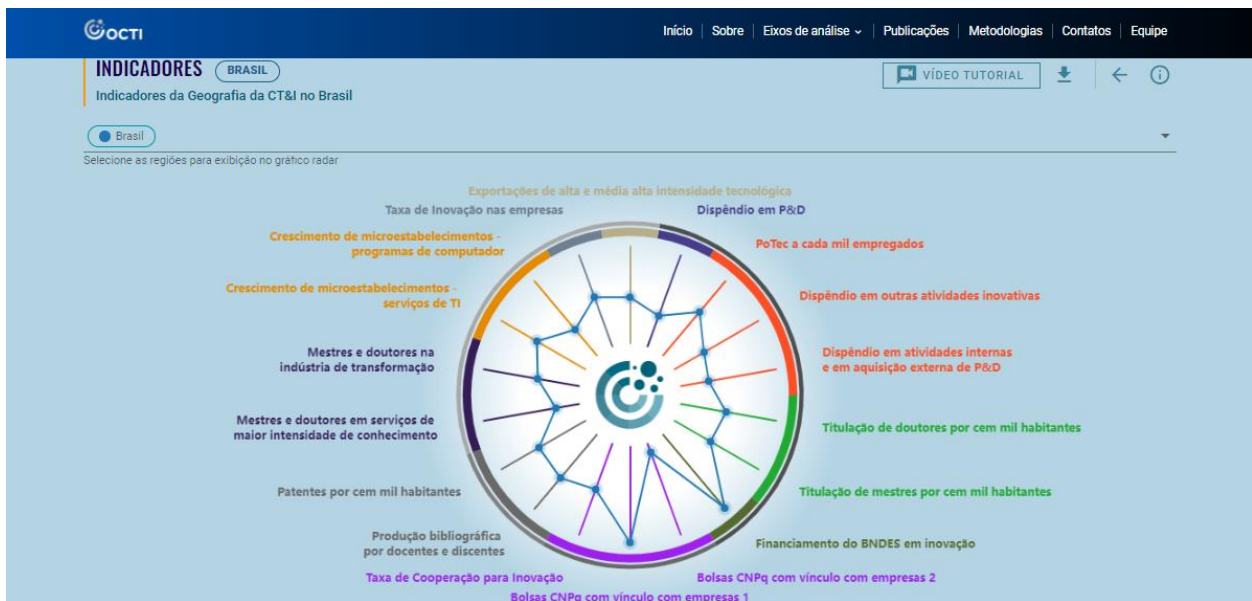 OCTI
Início | Sobre | Eixos de análise | Publicações | Metodologias | Contatos | Equipe
INDICADORES BRASIL
VÍDEO TUTORIAL
Indicadores da Geografia da CT&I no Brasil
Brasil
Selecione as regiões para exibição no gráfico radar
Exportações de alta e média alta intensidade tecnológica
Taxa de Inovação nas empresas
Dispêndio em P&D
Crescimento de microestabelecimentos -
programas de computador
PoTec a cada mil empregados
Crescimento de microestabelecimentos -
serviços de TI
Dispêndio em outras atividades inovativas
Mestres e doutores na
indústria de transformação
Dispêndio em atividades internas
e em aquisição externa de P&D
Mestres e doutores em serviços de
maior intensidade de conhecimento
Titulação de doutores por cem mil habitantes
Patentes por cem mil habitantes
Titulação de mestres por cem mil habitantes
Produção bibliográfica
por docentes e discentes
Financiamento do BNDES em inovação
Taxa de Cooperação para Inovação
Bolsas CNPq com vínculo com empresas 2
Bolsas CNPq com vínculo com empresas 1